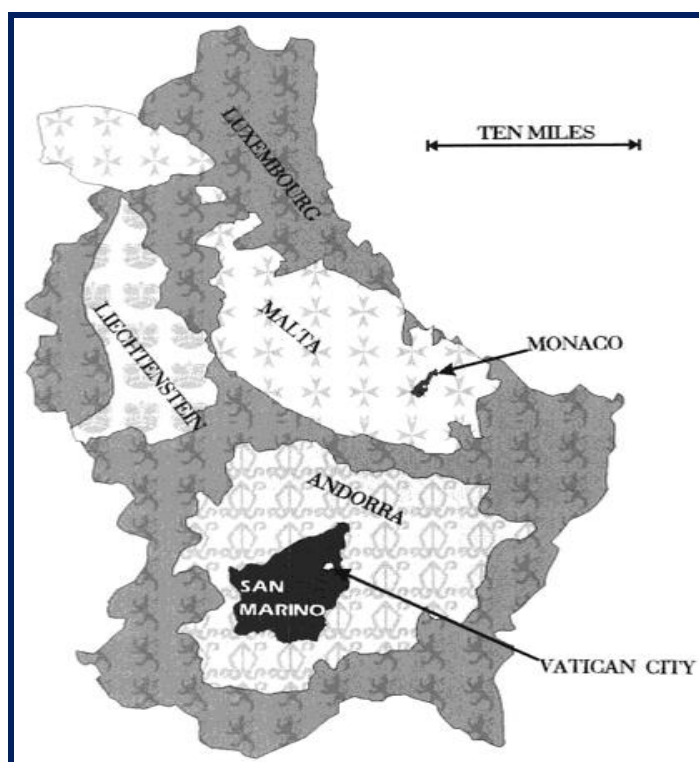 LUXEMBOURG
TEN MILES
MALTA
MONACO
LIECHTENSTEIN
ANDORRA
SAN
MARINO
VATICAN CITY